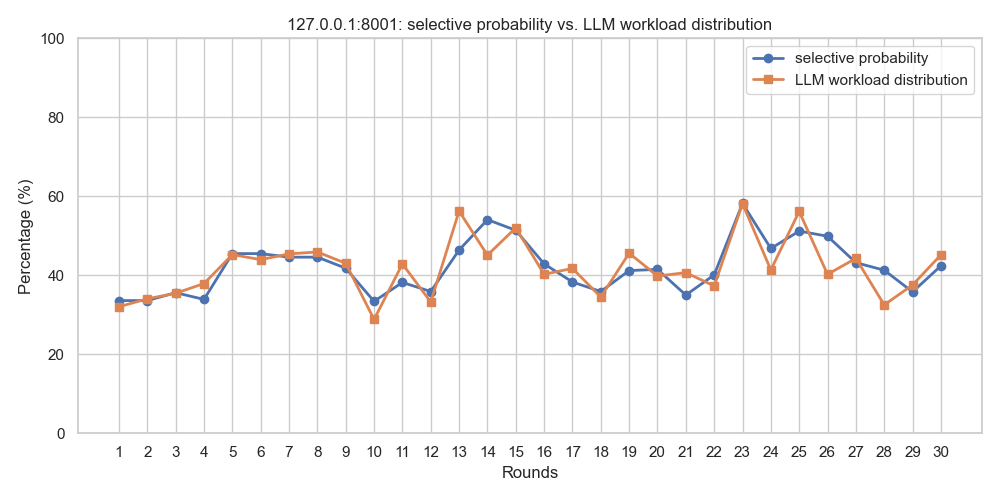 127.0.0.1:8001: selective probability vs. LLM workload distribution
selective probability
LLM workload distribution
Percentage (%)
100
80
60
40
20
0
1 2 3 4 5 6 7 8 9 10 11 12 13 14 15 16 17 18 19 20 21 22 23 24 25 26 27 28 29 30
Rounds